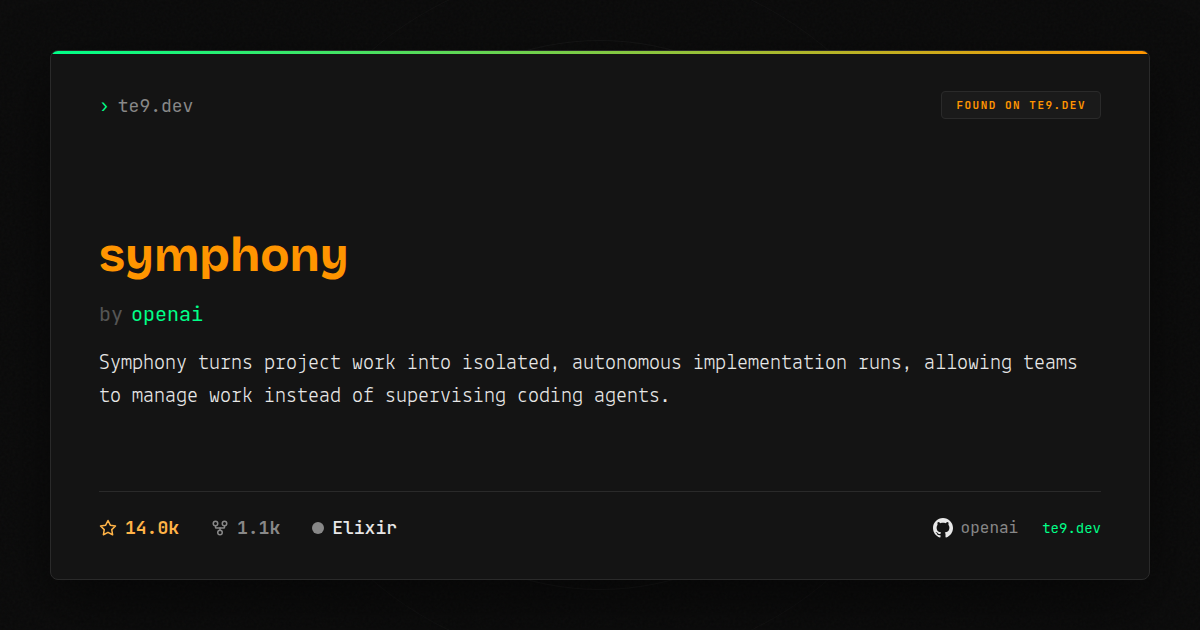 › te9.dev
FOUND ON TE9.DEV
symphony
by openai
Symphony turns project work into isolated, autonomous implementation runs, allowing teams
to manage work instead of supervising coding agents.
14.0k 1.1k Elixir
openai te9.dev